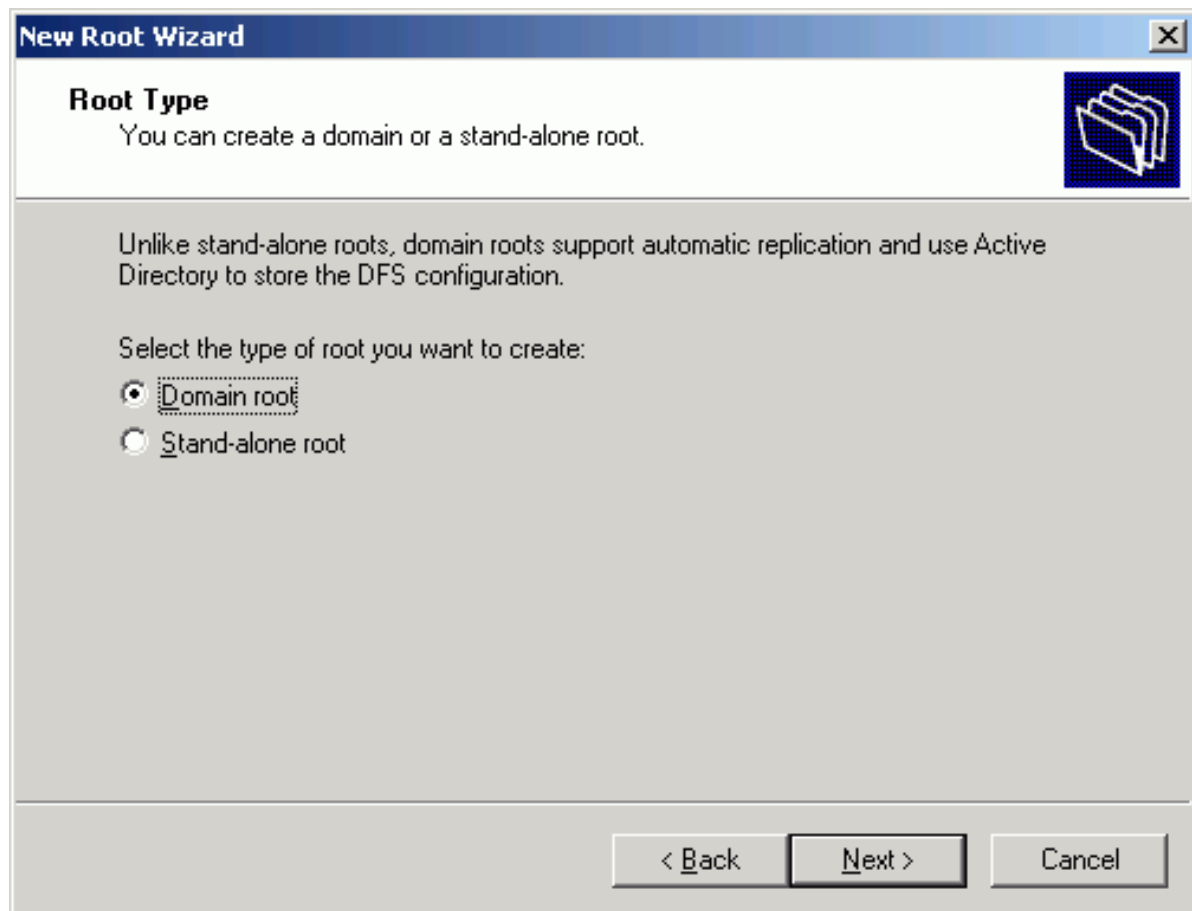 New Root Wizard
Root Type
You can create a domain or a stand-alone root.
Unlike stand-alone roots, domain roots support automatic replication and use Active
Directory to store the DFS configuration.
Select the type of root you want to create:
Domain root
Stand-alone root
< Back Next > Cancel